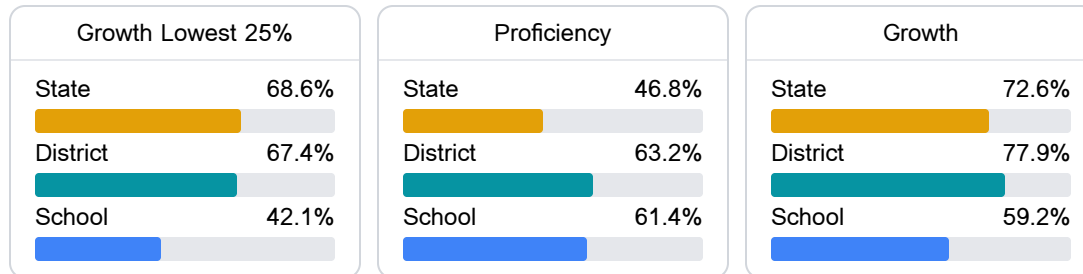 Growth Lowest 25%
State 68.6%
District 67.4%
School 42.1%
Proficiency
State 46.8%
District 63.2%
School 61.4%
Growth
State 72.6%
District 77.9%
School 59.2%